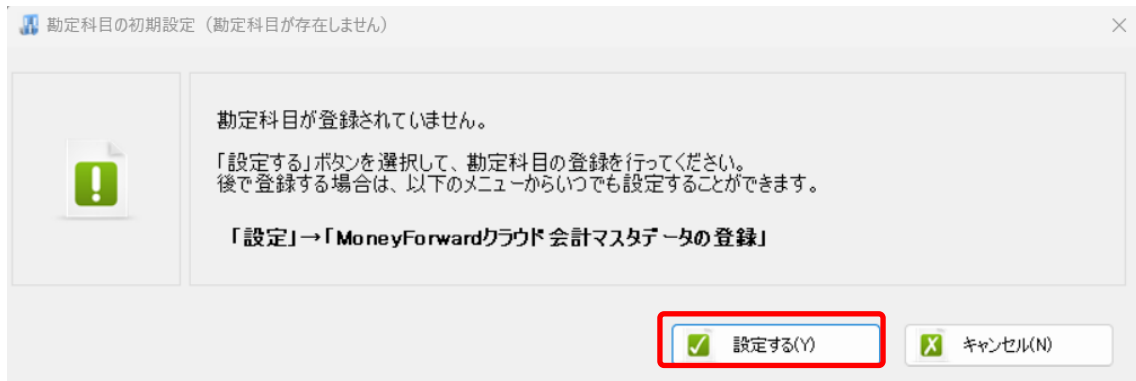 勘定科目の初期設定（勘定科目が存在しません）
勘定科目が登録されていません。
「設定する」ボタンを選択して、勘定科目の登録を行ってください。
後で登録する場合は、以下のメニューからいつでも設定することができます。
「設定」→「MoneyForwardクラウド会計マスタデータの登録」
設定する(Y)
キャンセル(N)